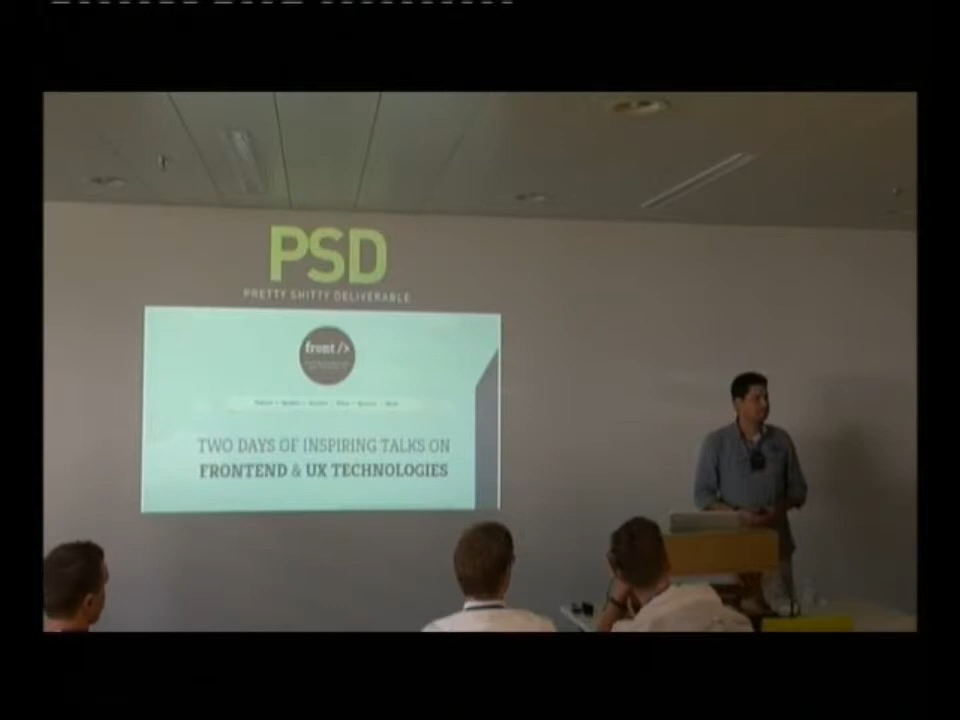 PSD
PRETTY SHITTY DELIVERABLE
front />
TWO DAYS OF INSPIRING TALKS ON
FRONTEND & UX TECHNOLOGIES